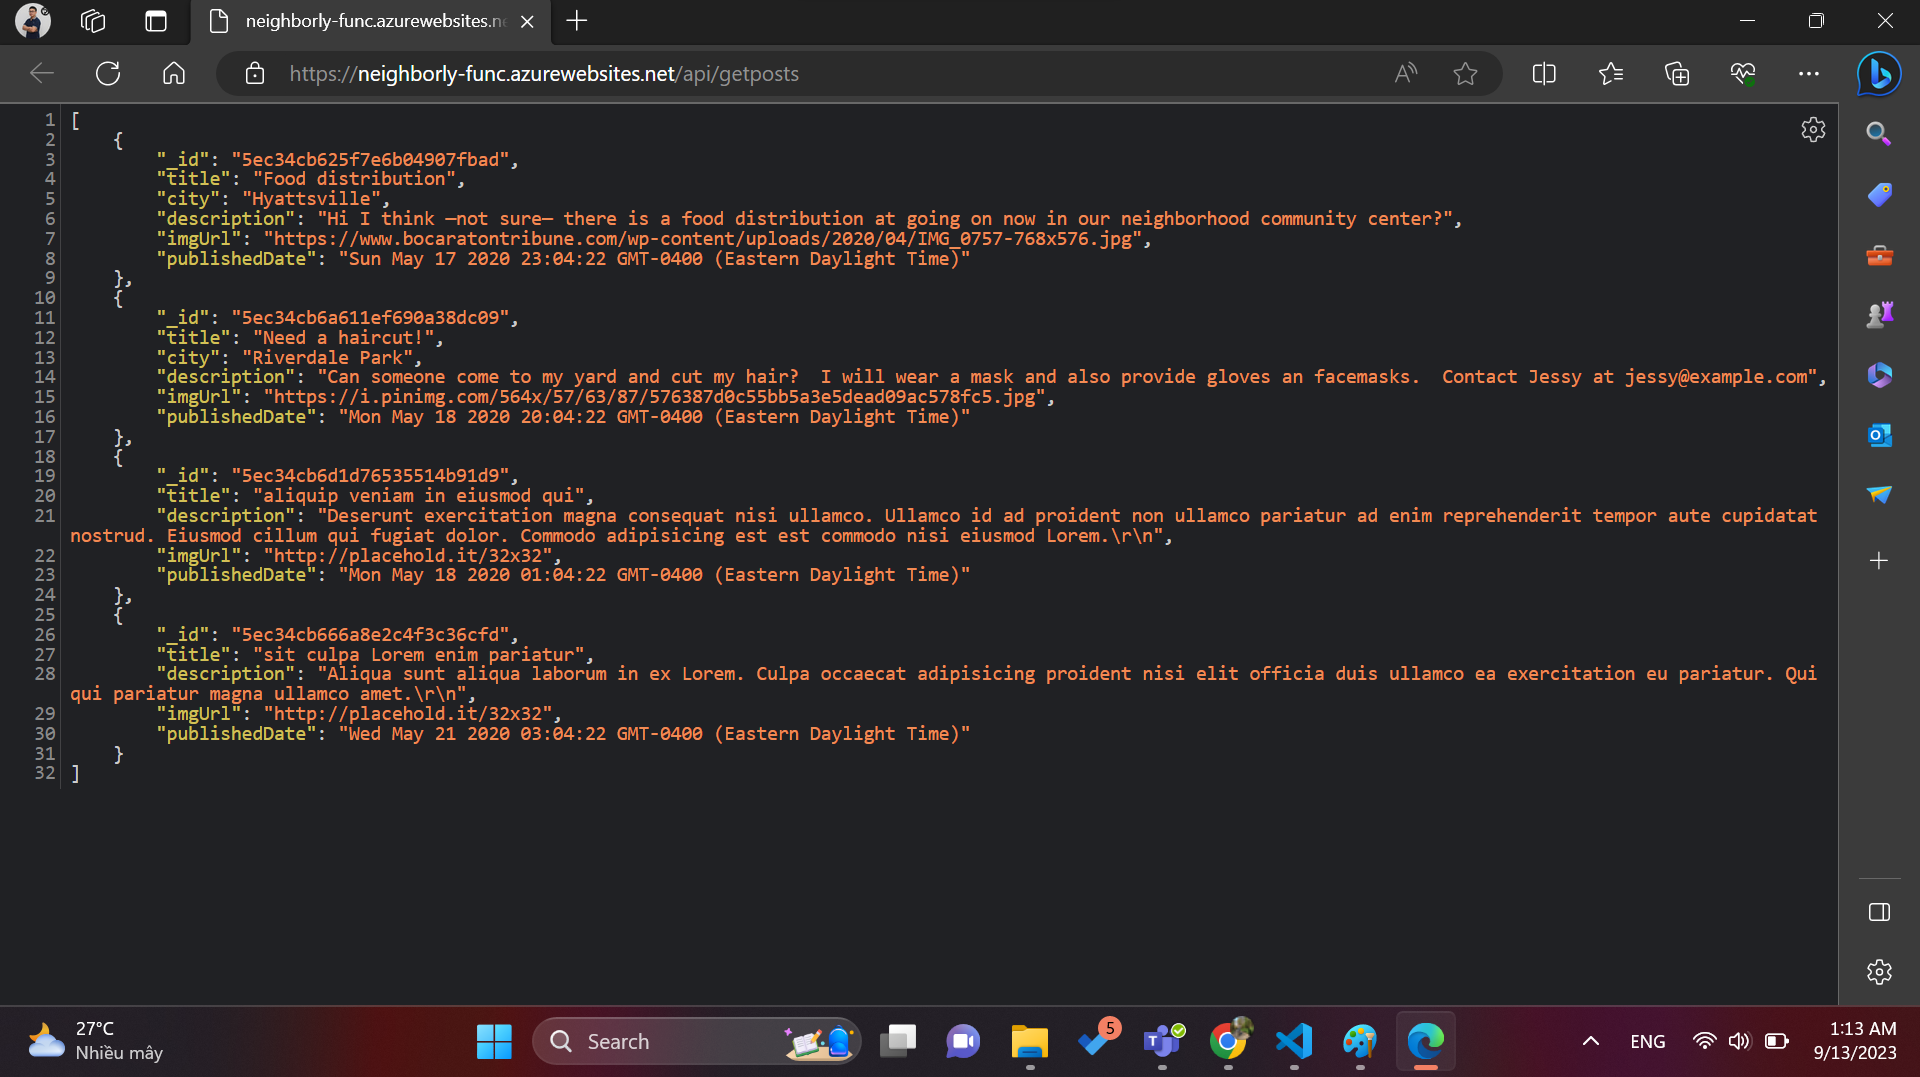 neighborly-func.azurewebsites.n
https://neighborly-func.azurewebsites.net/api/getposts
1 [
2 {
3 "_id": "5ec34cb625f7e6b04907fbad",
4 "title": "Food distribution",
5 "city": "Hyattsville",
6 "description": "Hi I think —not sure— there is a food distribution at going on now in our neighborhood community center?",
7 "imgUrl": "https://www.bocaratontribune.com/wp-content/uploads/2020/04/IMG_0757-768x576.jpg",
8 "publishedDate": "Sun May 17 2020 23:04:22 GMT-0400 (Eastern Daylight Time)"
9 },
10 {
11 "_id": "5ec34cb6a611ef690a38dc09",
12 "title": "Need a haircut!",
13 "city": "Riverdale Park",
14 "description": "Can someone come to my yard and cut my hair?  I will wear a mask and also provide gloves an facemasks.  Contact Jessy at jessy@example.com",
15 "imgUrl": "https://i.pinimg.com/564x/57/63/87/576387d0c55bb5a3e5dead09ac578fc5.jpg",
16 "publishedDate": "Mon May 18 2020 20:04:22 GMT-0400 (Eastern Daylight Time)"
17 },
18 {
19 "_id": "5ec34cb6d1d76535514b91d9",
20 "title": "aliquip veniam in eiusmod qui",
21 "description": "Deserunt exercitation magna consequat nisi ullamco. Ullamco id ad proident non ullamco pariatur ad enim reprehenderit tempor aute cupidatat
nostrud. Eiusmod cillum qui fugiat dolor. Commodo adipisicing est est commodo nisi eiusmod Lorem.\r\n",
22 "imgUrl": "http://placehold.it/32x32",
23 "publishedDate": "Mon May 18 2020 01:04:22 GMT-0400 (Eastern Daylight Time)"
24 },
25 {
26 "_id": "5ec34cb666a8e2c4f3c36cfd",
27 "title": "sit culpa Lorem enim pariatur",
28 "description": "Aliqua sunt aliqua laborum in ex Lorem. Culpa occaecat adipisicing proident nisi elit officia duis ullamco ea exercitation eu pariatur. Qui
qui pariatur magna ullamco amet.\r\n",
29 "imgUrl": "http://placehold.it/32x32",
30 "publishedDate": "Wed May 21 2020 03:04:22 GMT-0400 (Eastern Daylight Time)"
31 }
32 ]
27°C
Nhiều mây
Search
5
ENG
1:13 AM
9/13/2023